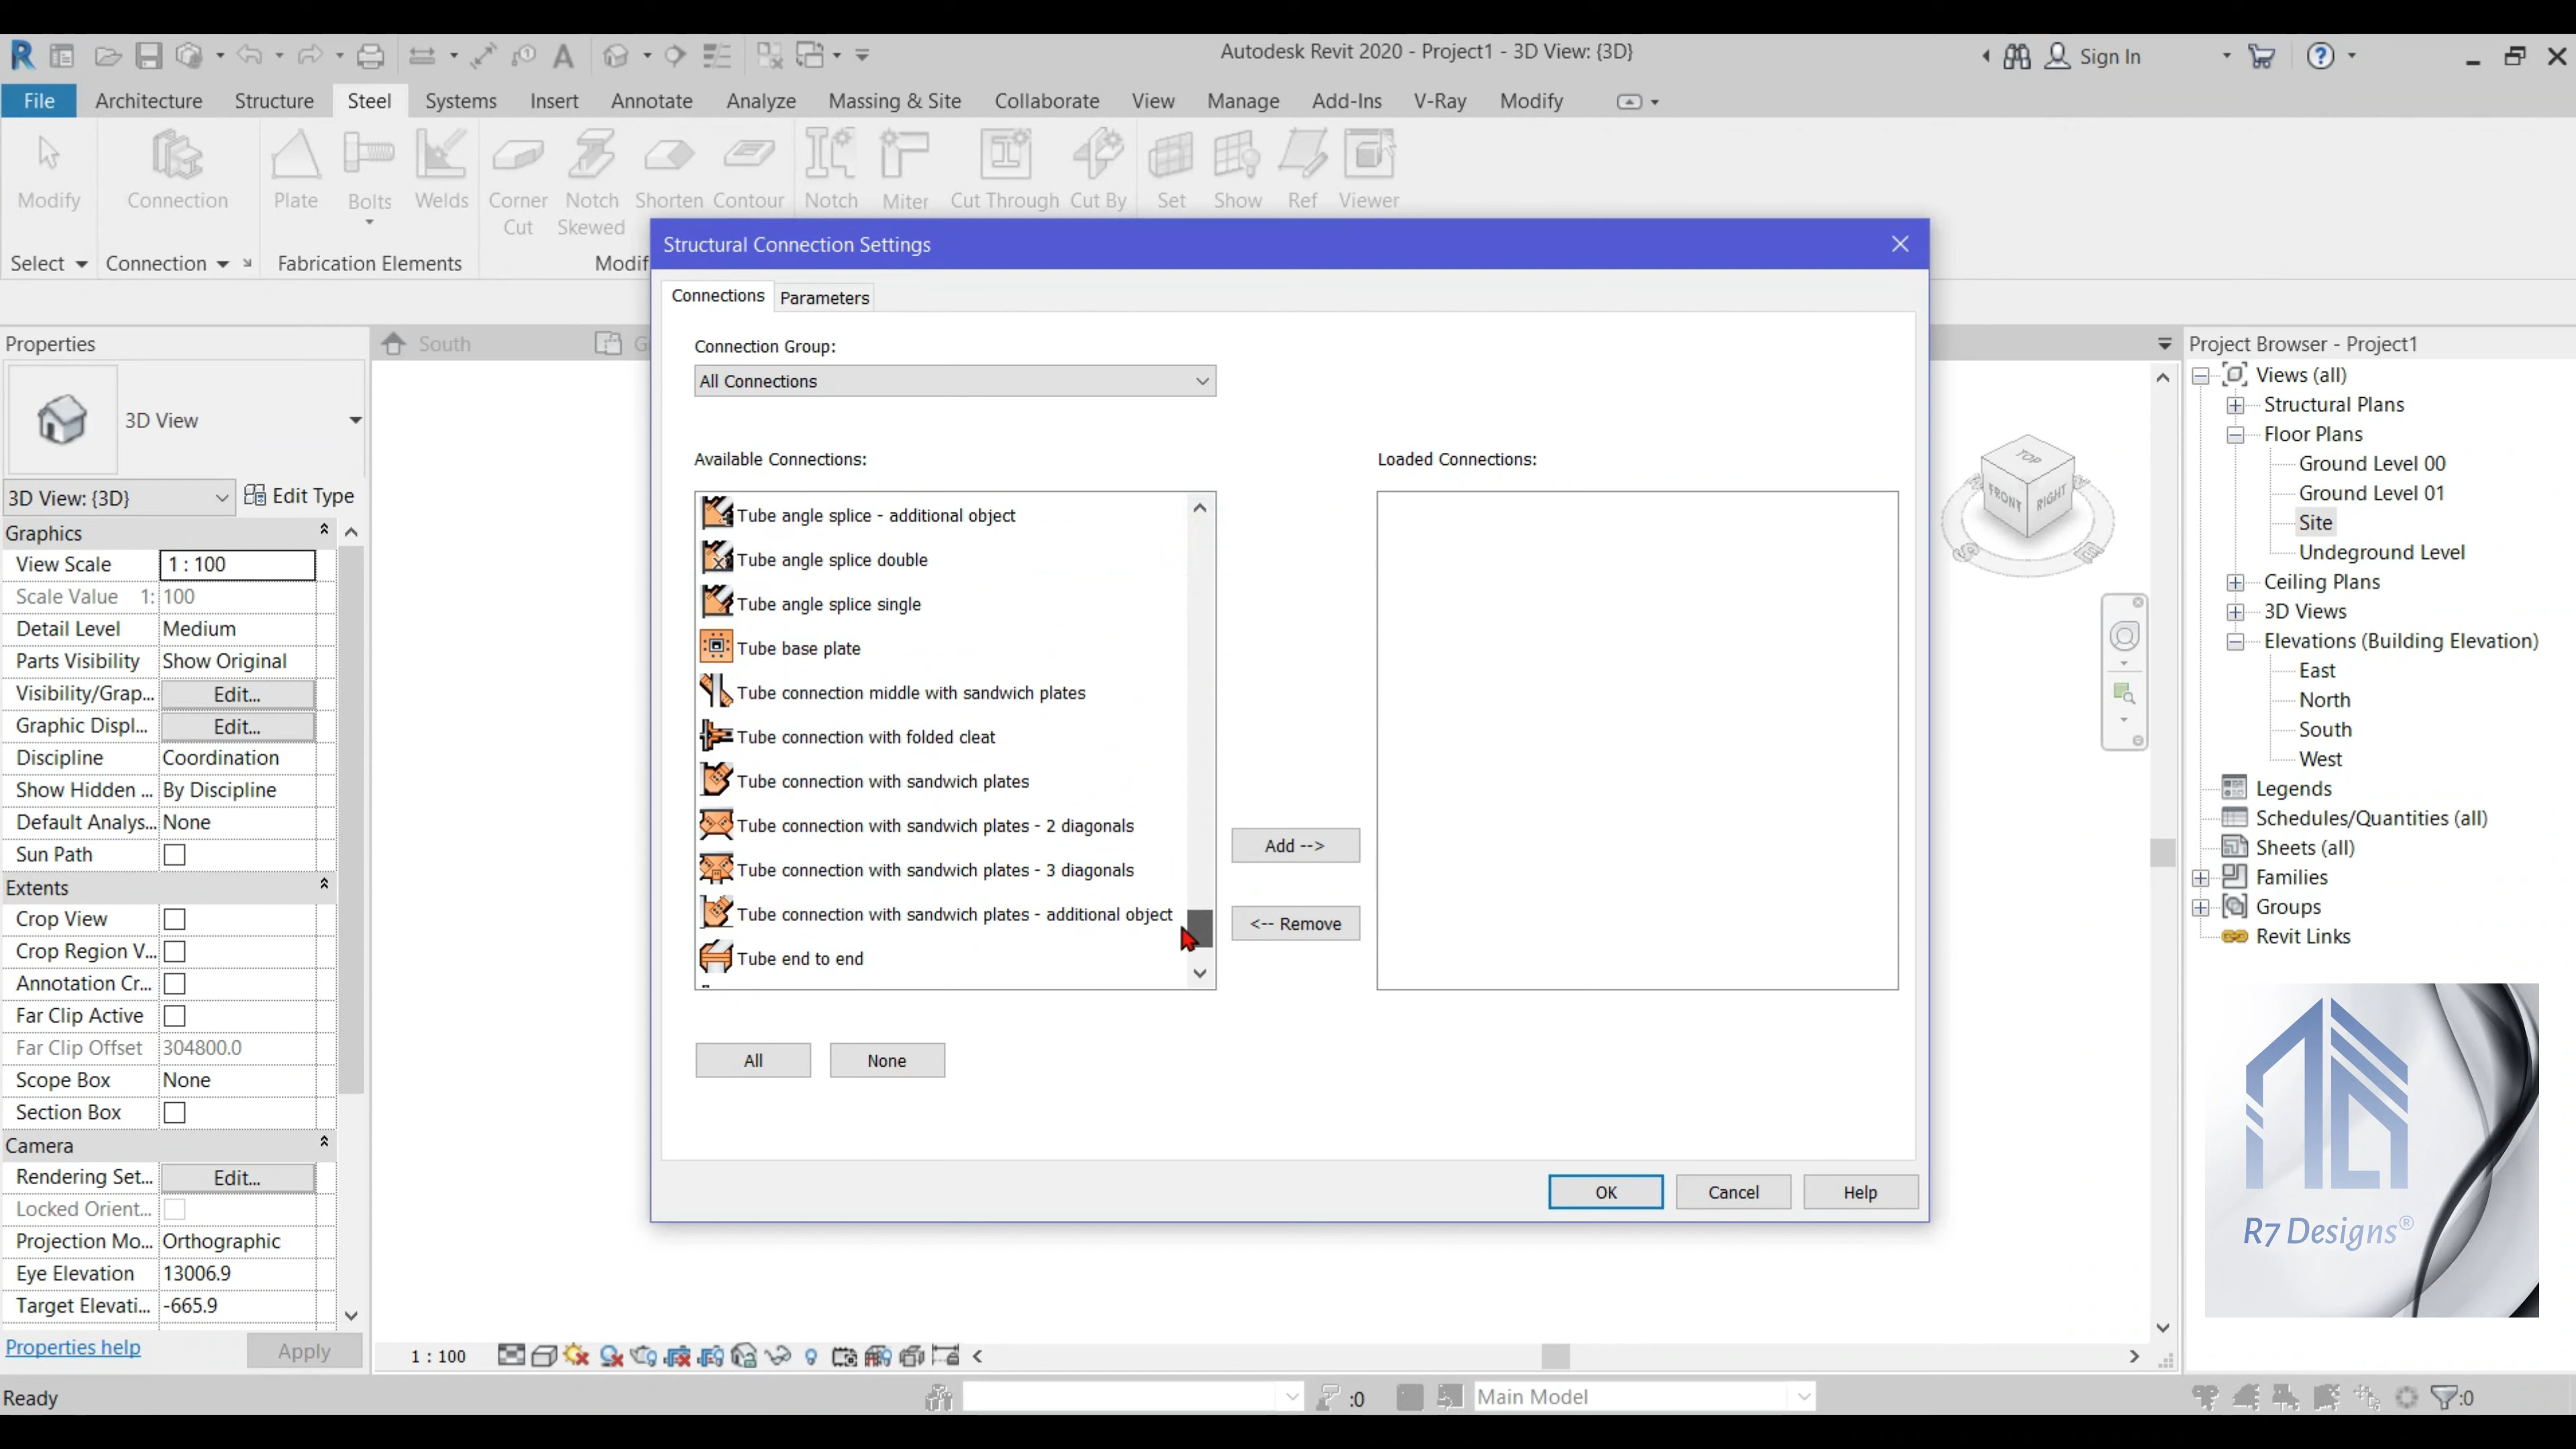 Autodesk Revit 2020 - Project1 - 3D View: {3D}
Sign In
File Architecture Structure Steel Systems Insert Annotate Analyze Massing & Site Collaborate View Manage Add-Ins V-Ray Modify
Modify Connection Plate Bolts Welds Corner Cut Notch Skewed Shorten Contour Notch Miter Cut Through Cut By Set Show Ref Viewer
Select Connection Fabrication Elements Modif
Structural Connection Settings
Connections Parameters
Connection Group:
All Connections
Available Connections:
Tube angle splice - additional object
Tube angle splice double
Tube angle splice single
Tube base plate
Tube connection middle with sandwich plates
Tube connection with folded cleat
Tube connection with sandwich plates
Tube connection with sandwich plates - 2 diagonals
Tube connection with sandwich plates - 3 diagonals
Tube connection with sandwich plates - additional object
Tube end to end
All None
Add -->
<-- Remove
Loaded Connections:
OK Cancel Help
Properties
South
G
3D View
3D View: {3D} Edit Type
Graphics
View Scale 1 : 100
Scale Value 1: 100
Detail Level Medium
Parts Visibility Show Original
Visibility/Grap... Edit...
Graphic Displ... Edit...
Discipline Coordination
Show Hidden ... By Discipline
Default Analys... None
Sun Path
Extents
Crop View
Crop Region V...
Annotation Cr...
Far Clip Active
Far Clip Offset 304800.0
Scope Box None
Section Box
Camera
Rendering Set... Edit...
Locked Orient...
Projection Mo... Orthographic
Eye Elevation 13006.9
Target Elevati... -665.9
Properties help Apply
TOP
FRONT RIGHT
Project Browser - Project1
Views (all)
Structural Plans
Floor Plans
Ground Level 00
Ground Level 01
Site
Undeground Level
Ceiling Plans
3D Views
Elevations (Building Elevation)
East
North
South
West
Legends
Schedules/Quantities (all)
Sheets (all)
Families
Groups
Revit Links
R7 Designs®
1 : 100
Ready
:0
Main Model
:0